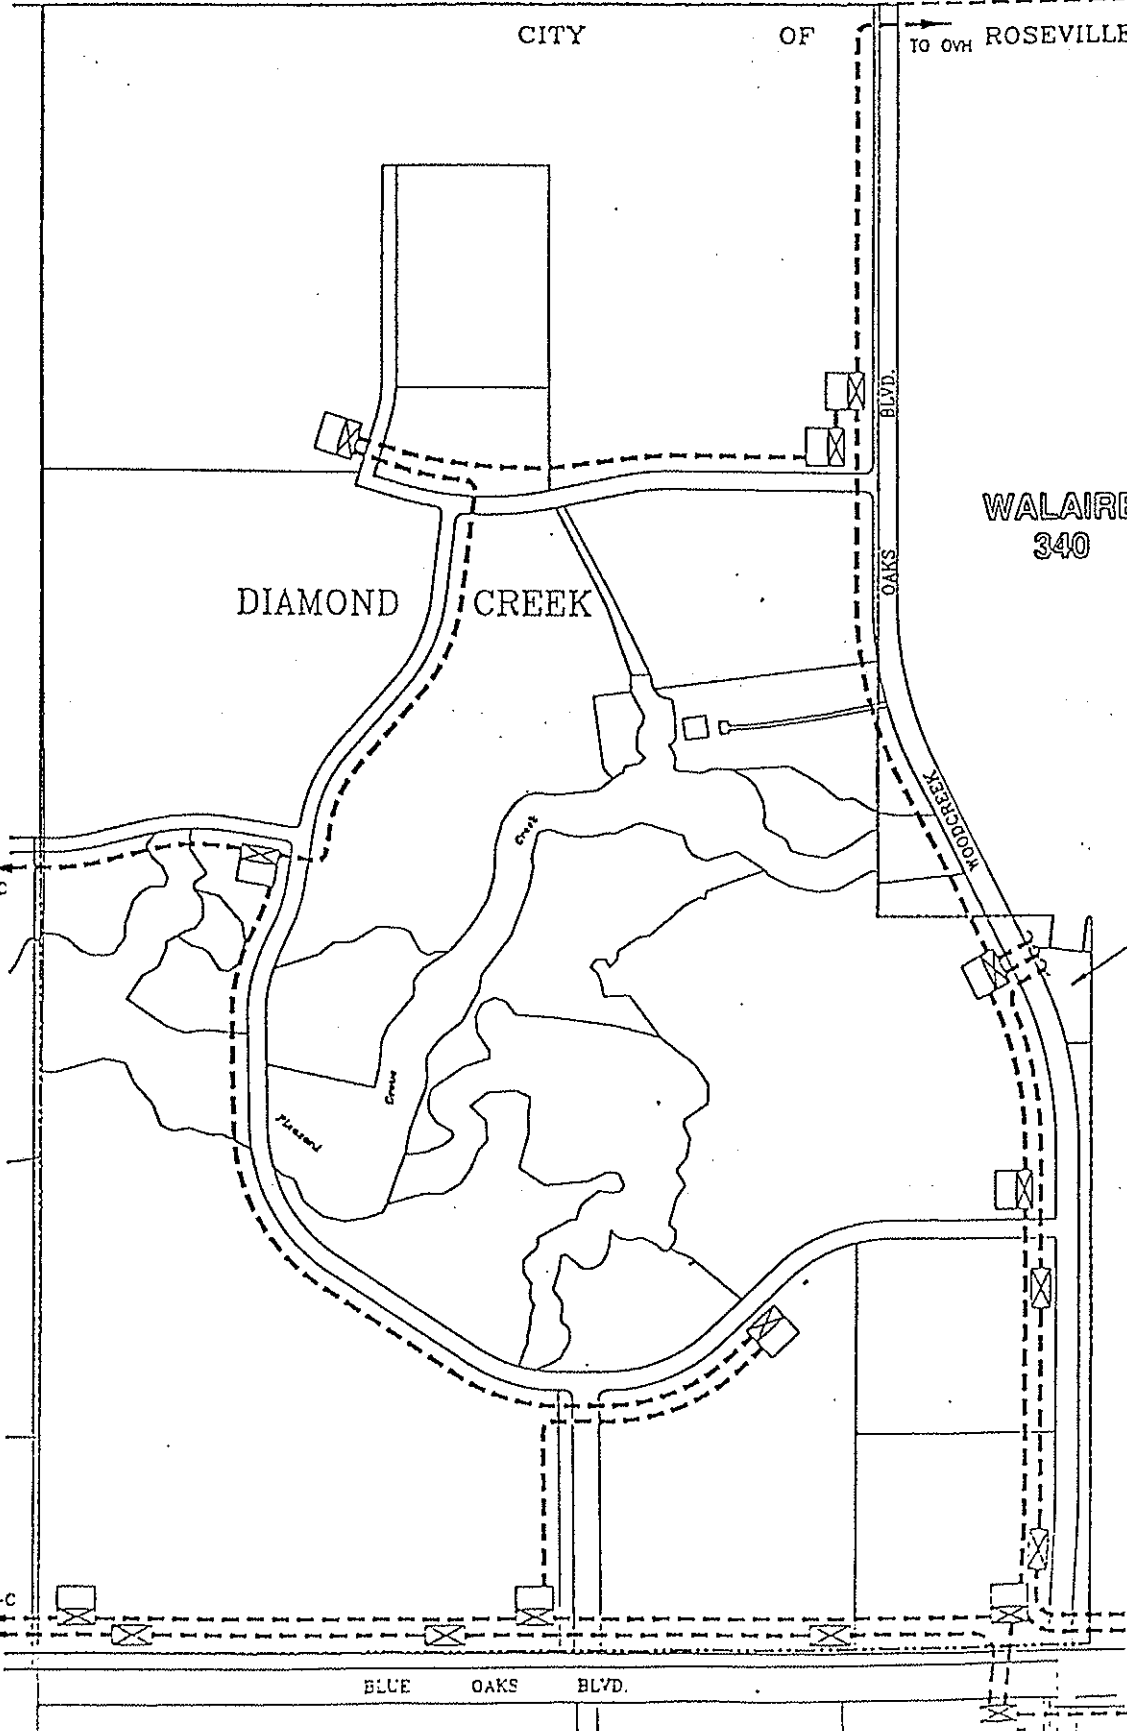 CITY OF ROSEVILLE
TO OVH
BLVD.
WALAIRE
340
OAKS
DIAMOND CREEK
WOODCREEK
Creek
C
Grove
Pleasant
-C
BLUE OAKS BLVD.